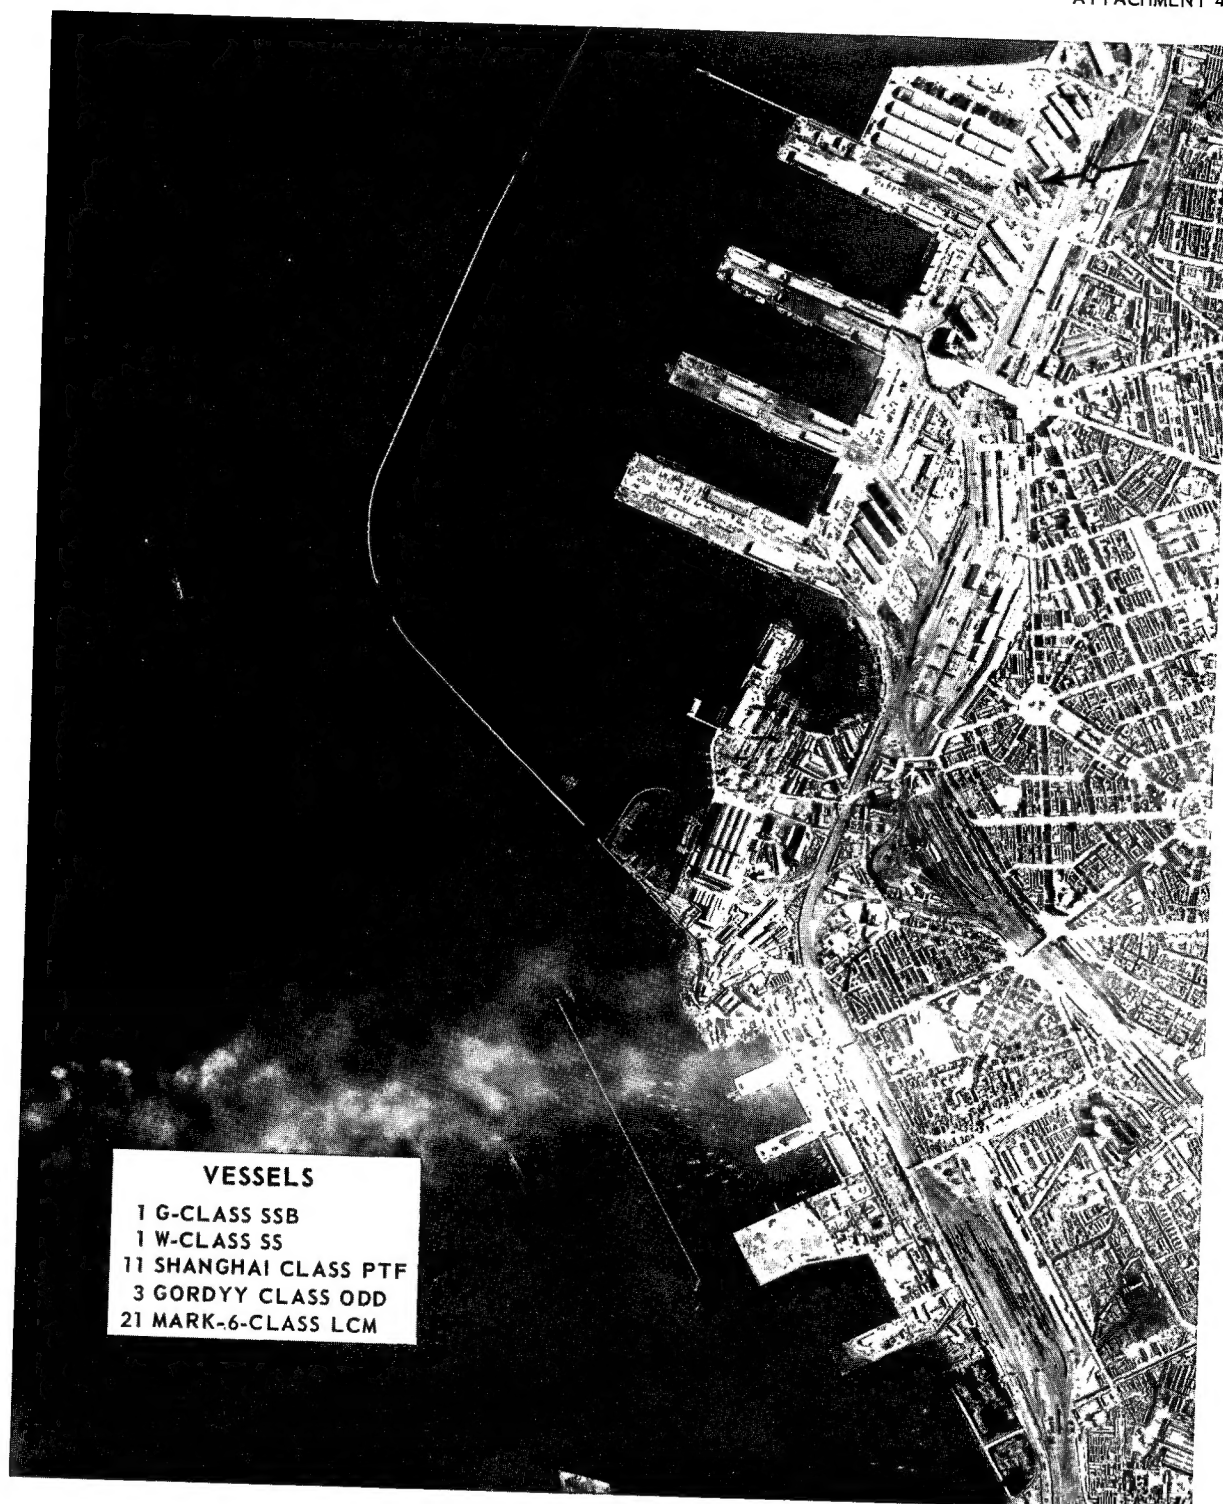 ATTACHMENT 4
VESSELS
1 G-CLASS SSB
1 W-CLASS SS
11 SHANGHAI CLASS PTF
3 GORDYY CLASS ODD
21 MARK-6-CLASS LCM